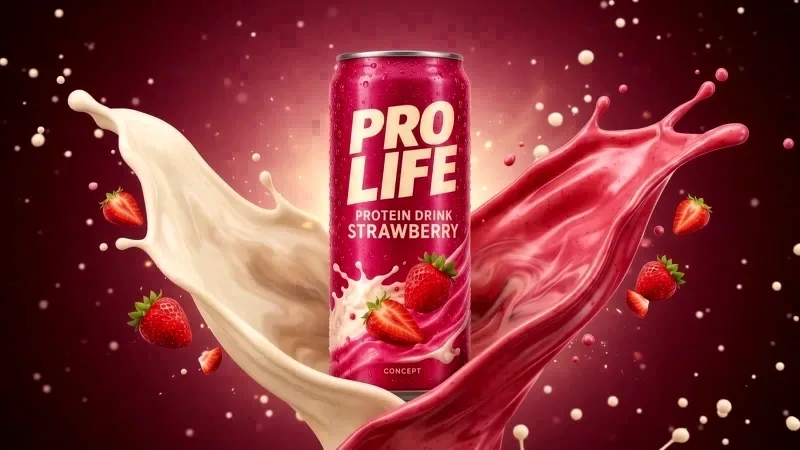 PRO
LIFE
PROTEIN DRINK
STRAWBERRY
CONCEPT